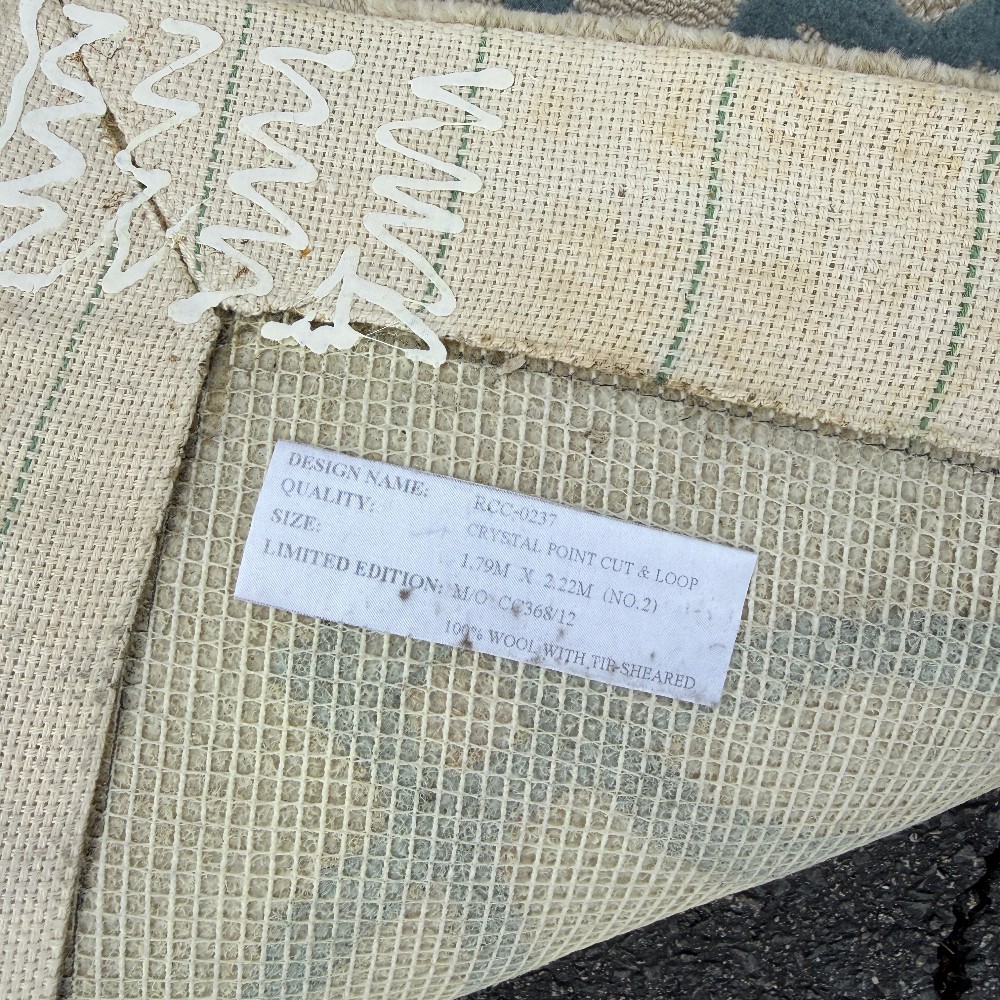 DESIGN NAME: RCC-0237
QUALITY: CRYSTAL POINT CUT & LOOP
SIZE: 1.79M X 2.22M (NO.2)
LIMITED EDITION: M/O CC368/12
100% WOOL WITH TIP-SHEARED